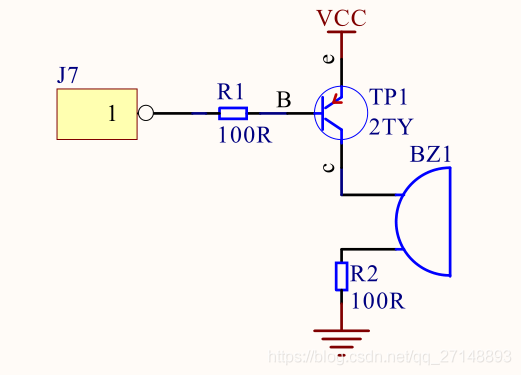 VCC
e
J7
1
R1
100R
B
TP1
2TY
c
BZ1
R2
100R
https://blog.csdn.net/qq_27148893